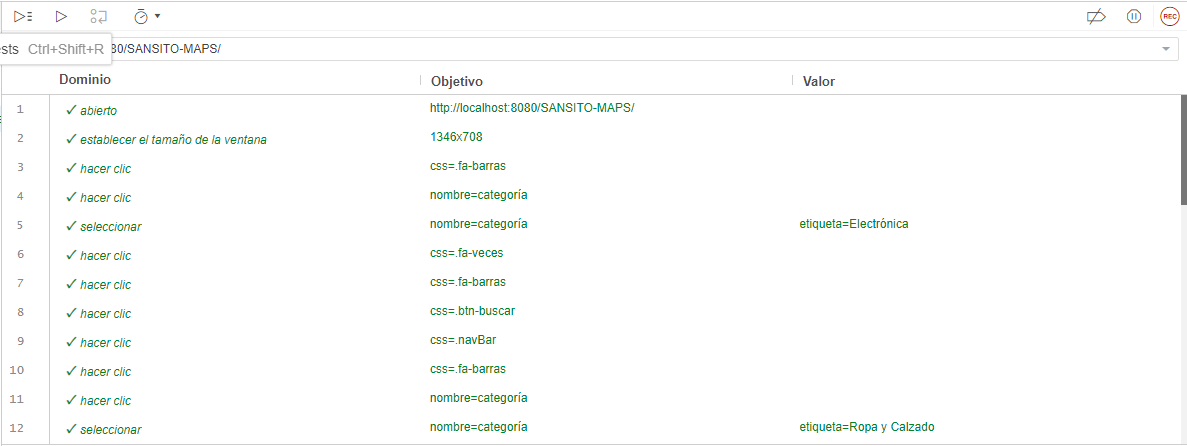 REC
ests Ctrl+Shift+R 80/SANSITO-MAPS/
Dominio Objetivo Valor
1 ✓ abierto http://localhost:8080/SANSITO-MAPS/
2 ✓ establecer el tamaño de la ventana 1346x708
3 ✓ hacer clic css=.fa-barras
4 ✓ hacer clic nombre=categoría
5 ✓ seleccionar nombre=categoría etiqueta=Electrónica
6 ✓ hacer clic css=.fa-veces
7 ✓ hacer clic css=.fa-barras
8 ✓ hacer clic css=.btn-buscar
9 ✓ hacer clic css=.navBar
10 ✓ hacer clic css=.fa-barras
11 ✓ hacer clic nombre=categoría
12 ✓ seleccionar nombre=categoría etiqueta=Ropa y Calzado